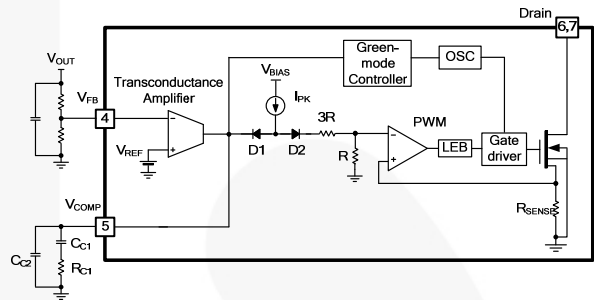 Drain
6,7
VOUT
Green-
mode
Controller
OSC
VFB
Transconductance
Amplifier
VBIAS
IPK
4
3R
PWM
VREF
D1
D2
R
LEB
Gate
driver
VCOMP
5
RSENSE
CC1
CC2
RC1